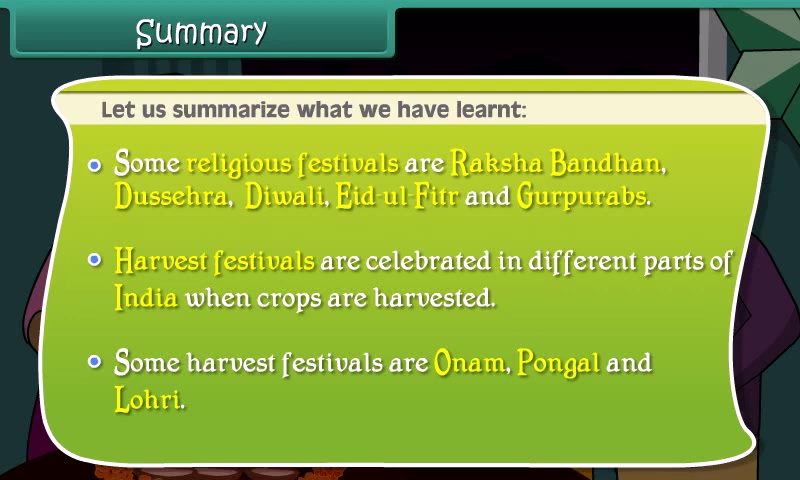 Summary
Let us summarize what we have learnt:
Some religious festivals are Raksha Bandhan,
Dussehra, Diwali, Eid-ul-Fitr and Gurpurabs.
Harvest festivals are celebrated in different parts of
India when crops are harvested.
Some harvest festivals are Onam, Pongal and
Lohri.